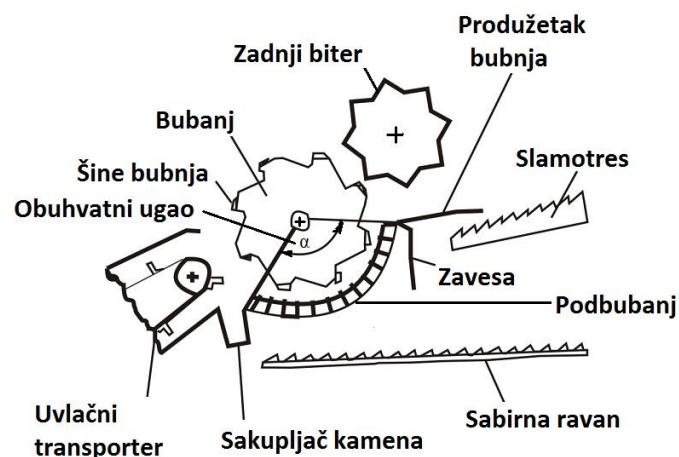 Produžetak
bubnja
Zadnji biter
Bubanj
Slamotres
Šine bubnja
Obuhvatni ugao
α
Zavesa
Podbubanj
Uvlačni
transporter
Sakupljač kamena
Sabirna ravan